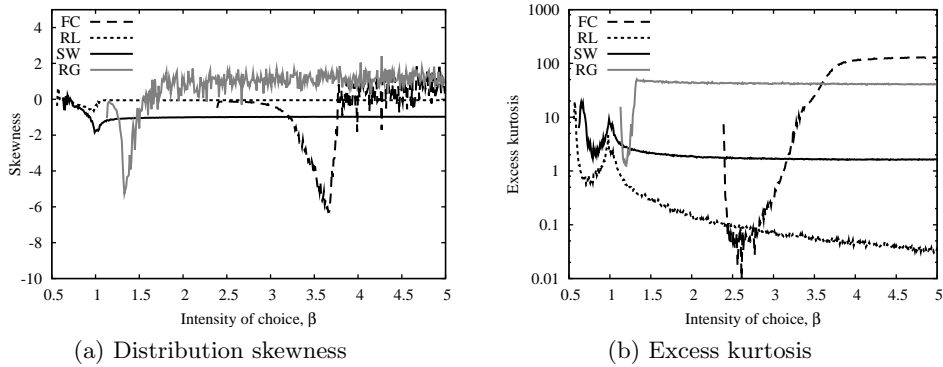 4
2
0
-2
-4
-6
-8
-10
0.5 1 1.5 2 2.5 3 3.5 4 4.5 5
Skewness
Intensity of choice, β
FC
RL
SW
RG
(a) Distribution skewness
1000
100
10
1
0.1
0.01
0.5 1 1.5 2 2.5 3 3.5 4 4.5 5
Excess kurtosis
Intensity of choice, β
FC
RL
SW
RG
(b) Excess kurtosis